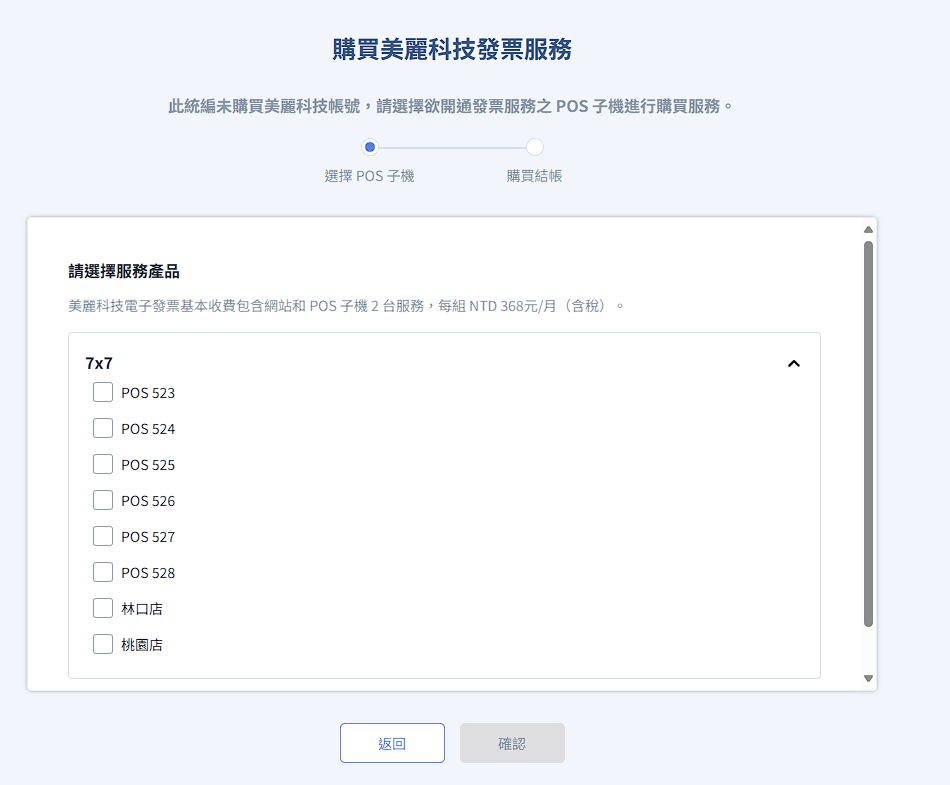 購買美麗科技發票服務
此統編未購買美麗科技帳號，請選擇欲開通發票服務之 POS 子機進行購買服務。
選擇 POS 子機
購買結帳
請選擇服務產品
美麗科技電子發票基本收費包含網站和 POS 子機 2 台服務，每組 NTD 368元/月（含稅）。
7x7
POS 523
POS 524
POS 525
POS 526
POS 527
POS 528
林口店
桃園店
返回
確認